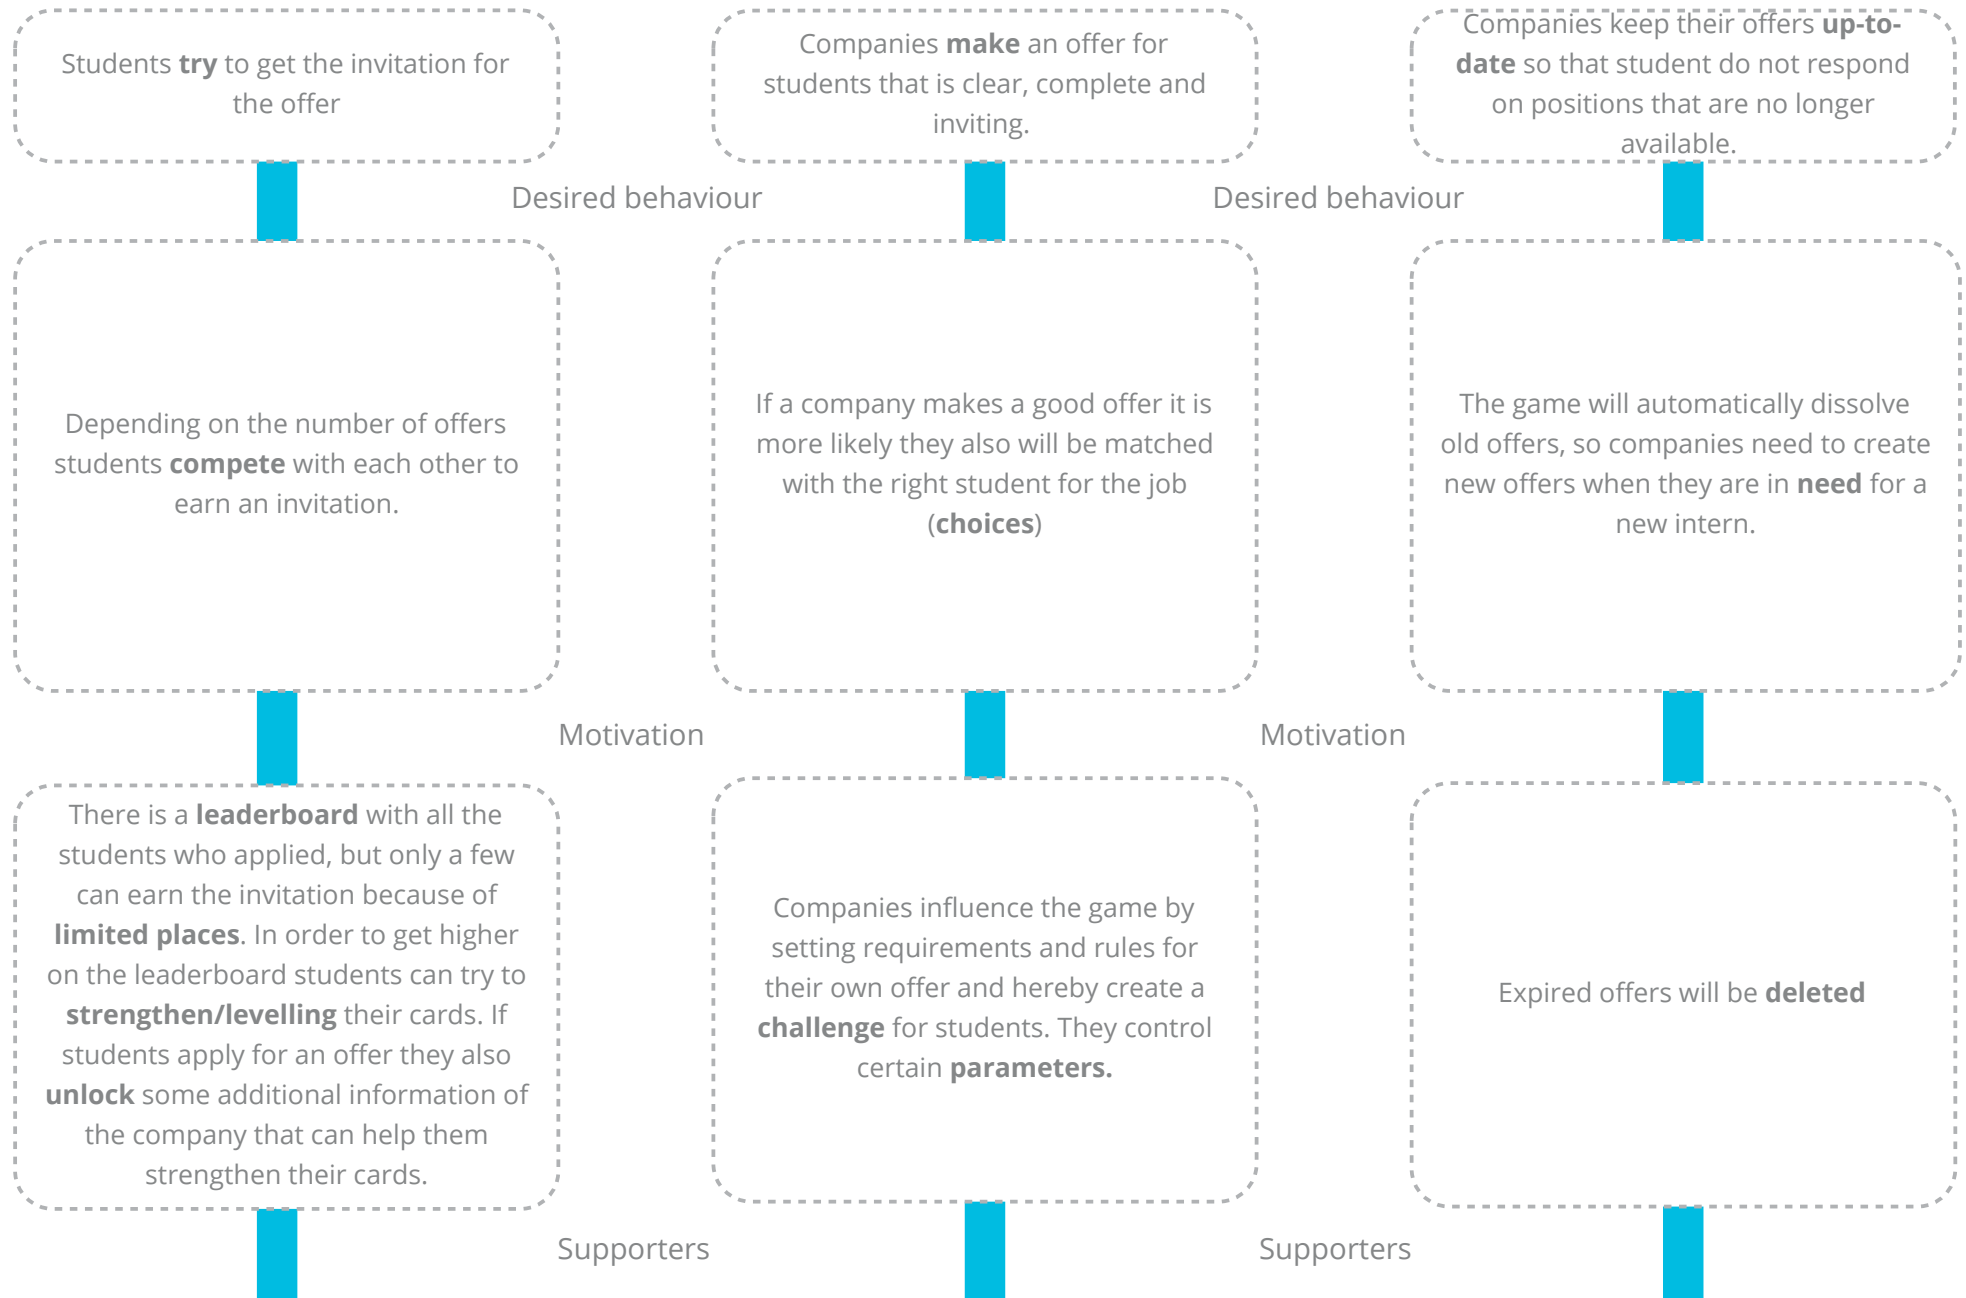 Students try to get the invitation for
the offer
Companies make an offer for
students that is clear, complete and
inviting.
Companies keep their offers up-to-
date so that student do not respond
on positions that are no longer
available.
Desired behaviour
Desired behaviour
Depending on the number of offers
students compete with each other to
earn an invitation.
If a company makes a good offer it is
more likely they also will be matched
with the right student for the job
(choices)
The game will automatically dissolve
old offers, so companies need to create
new offers when they are in need for a
new intern.
Motivation
Motivation
There is a leaderboard with all the
students who applied, but only a few
can earn the invitation because of
limited places. In order to get higher
on the leaderboard students can try to
strengthen/levelling their cards. If
students apply for an offer they also
unlock some additional information of
the company that can help them
strengthen their cards.
Companies influence the game by
setting requirements and rules for
their own offer and hereby create a
challenge for students. They control
certain parameters.
Expired offers will be deleted
Supporters
Supporters